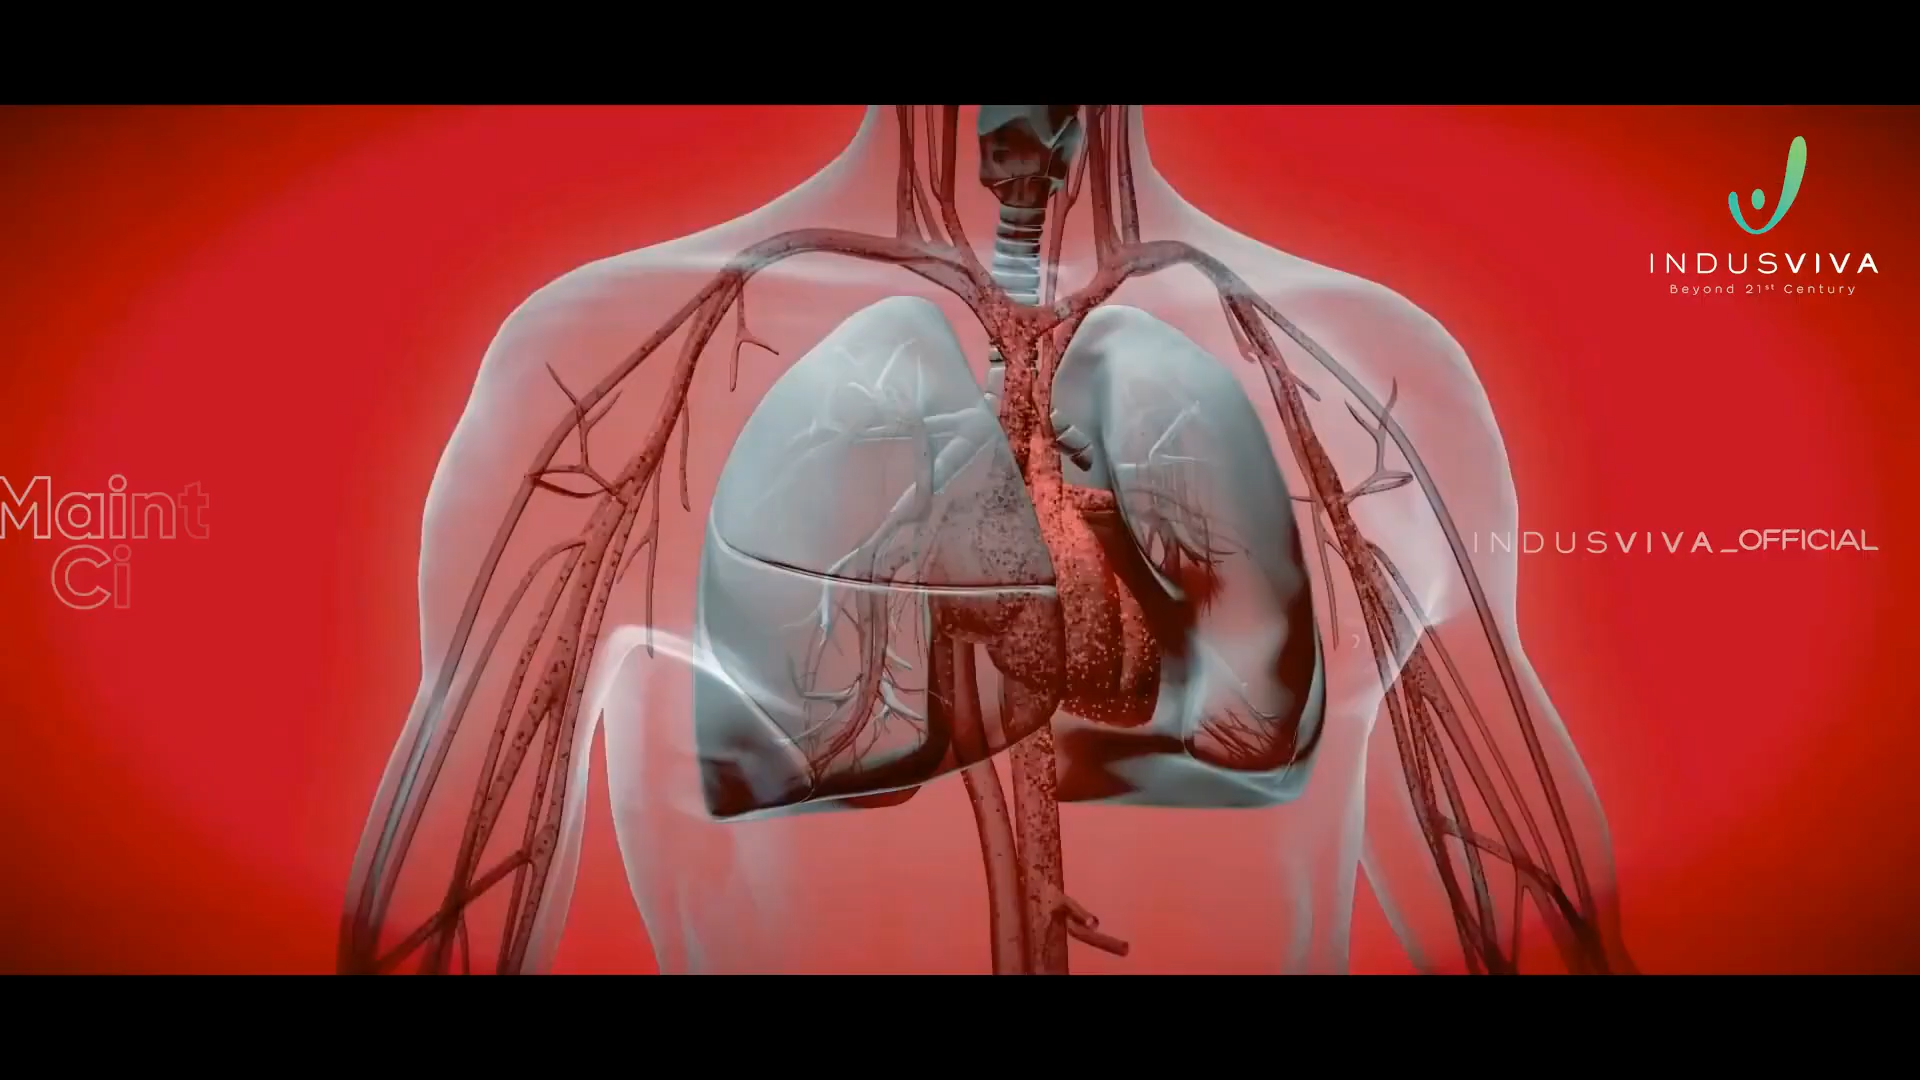 INDUSVIVA
Beyond 21st Century
Maint
Ci
INDUSVIVA_OFFICIAL